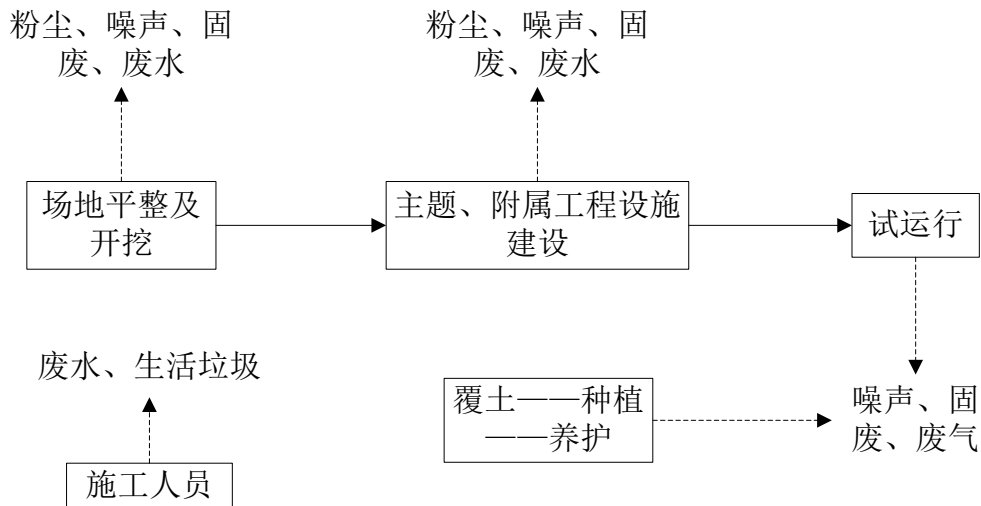 粉尘、噪声、固
废、废水
粉尘、噪声、固
废、废水
场地平整及
开挖
主题、附属工程设施
建设
试运行
废水、生活垃圾
覆土——种植
——养护
噪声、固
废、废气
施工人员